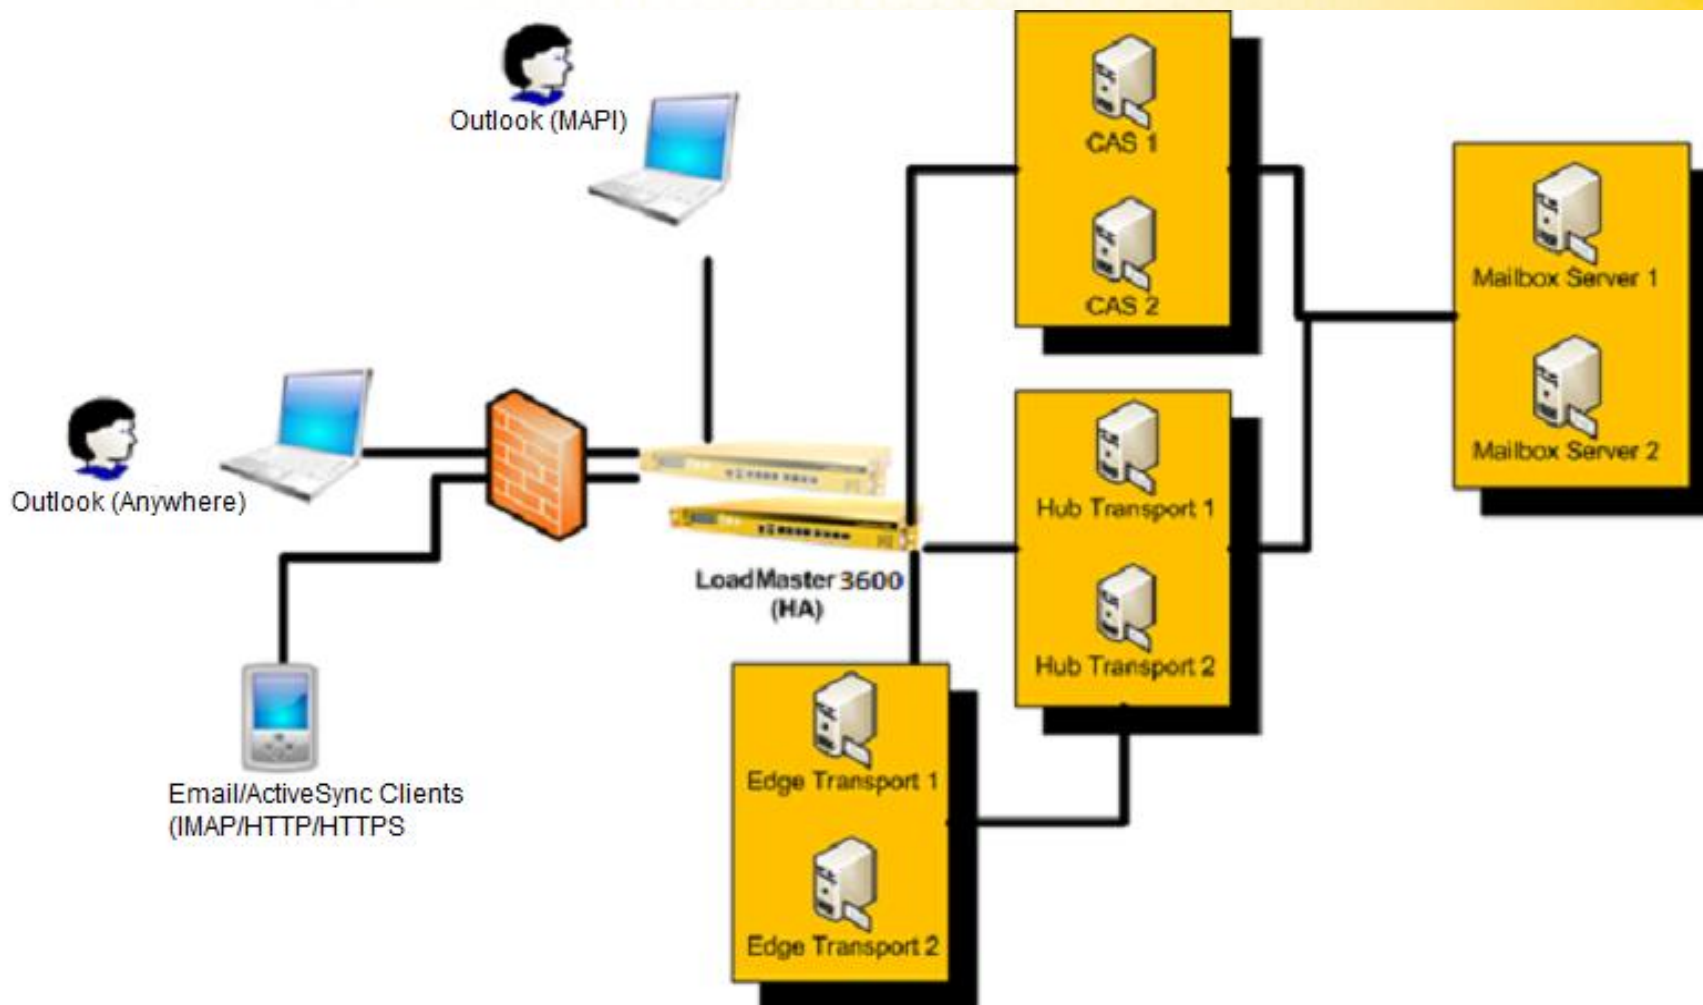 Outlook (MAPI)
CAS 1
CAS 2
Mailbox Server 1
Mailbox Server 2
Outlook (Anywhere)
LoadMaster 3600
(HA)
Hub Transport 1
Hub Transport 2
Email/ActiveSync Clients
(IMAP/HTTP/HTTPS
Edge Transport 1
Edge Transport 2